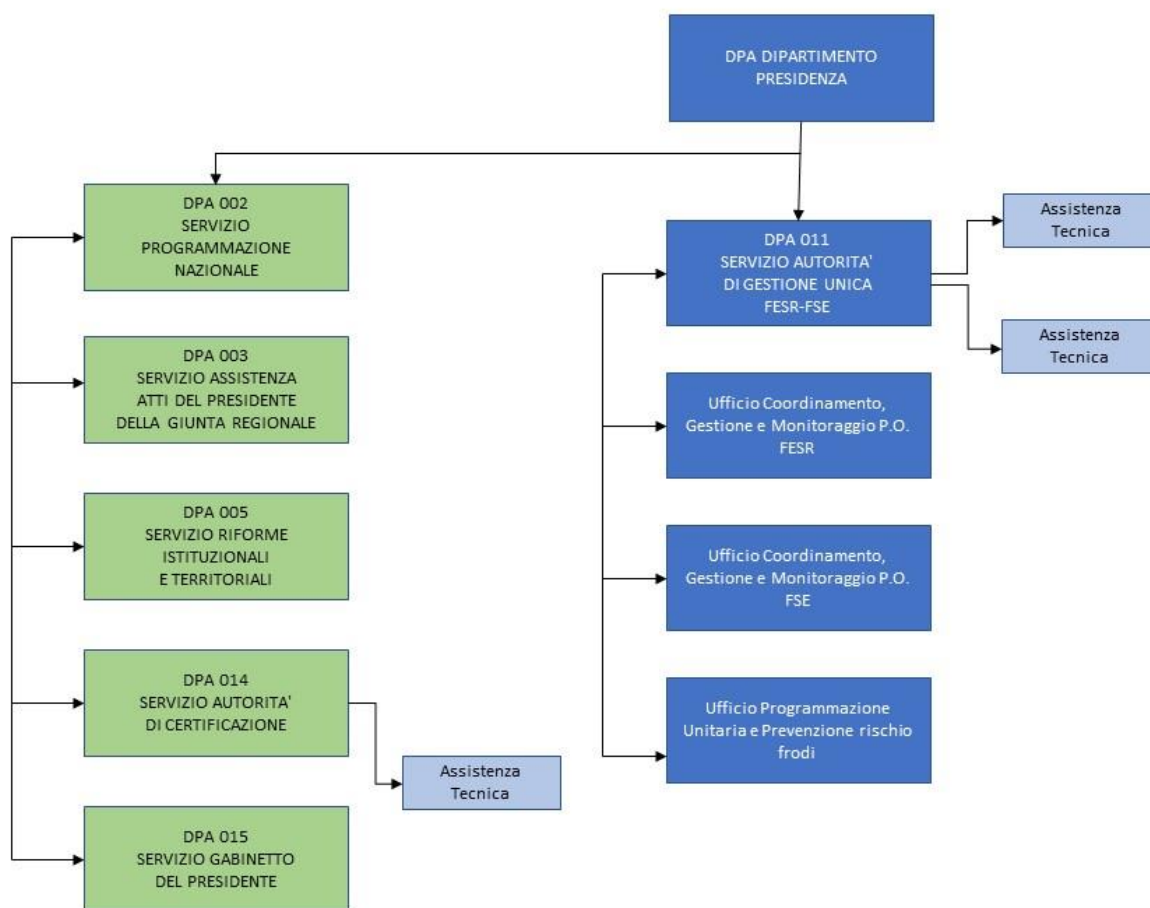 DPA DIPARTIMENTO
PRESIDENZA
DPA 002
SERVIZIO
PROGRAMMAZIONE
NAZIONALE
DPA 003
SERVIZIO ASSISTENZA
ATTI DEL PRESIDENTE
DELLA GIUNTA REGIONALE
DPA 005
SERVIZIO RIFORME
ISTITUZIONALI
E TERRITORIALI
DPA 014
SERVIZIO AUTORITA'
DI CERTIFICAZIONE
Assistenza
Tecnica
DPA 015
SERVIZIO GABINETTO
DEL PRESIDENTE
DPA 011
SERVIZIO AUTORITA'
DI GESTIONE UNICA
FESR-FSE
Assistenza
Tecnica
Assistenza
Tecnica
Ufficio Coordinamento,
Gestione e Monitoraggio P.O.
FESR
Ufficio Coordinamento,
Gestione e Monitoraggio P.O.
FSE
Ufficio Programmazione
Unitaria e Prevenzione rischio
frodi